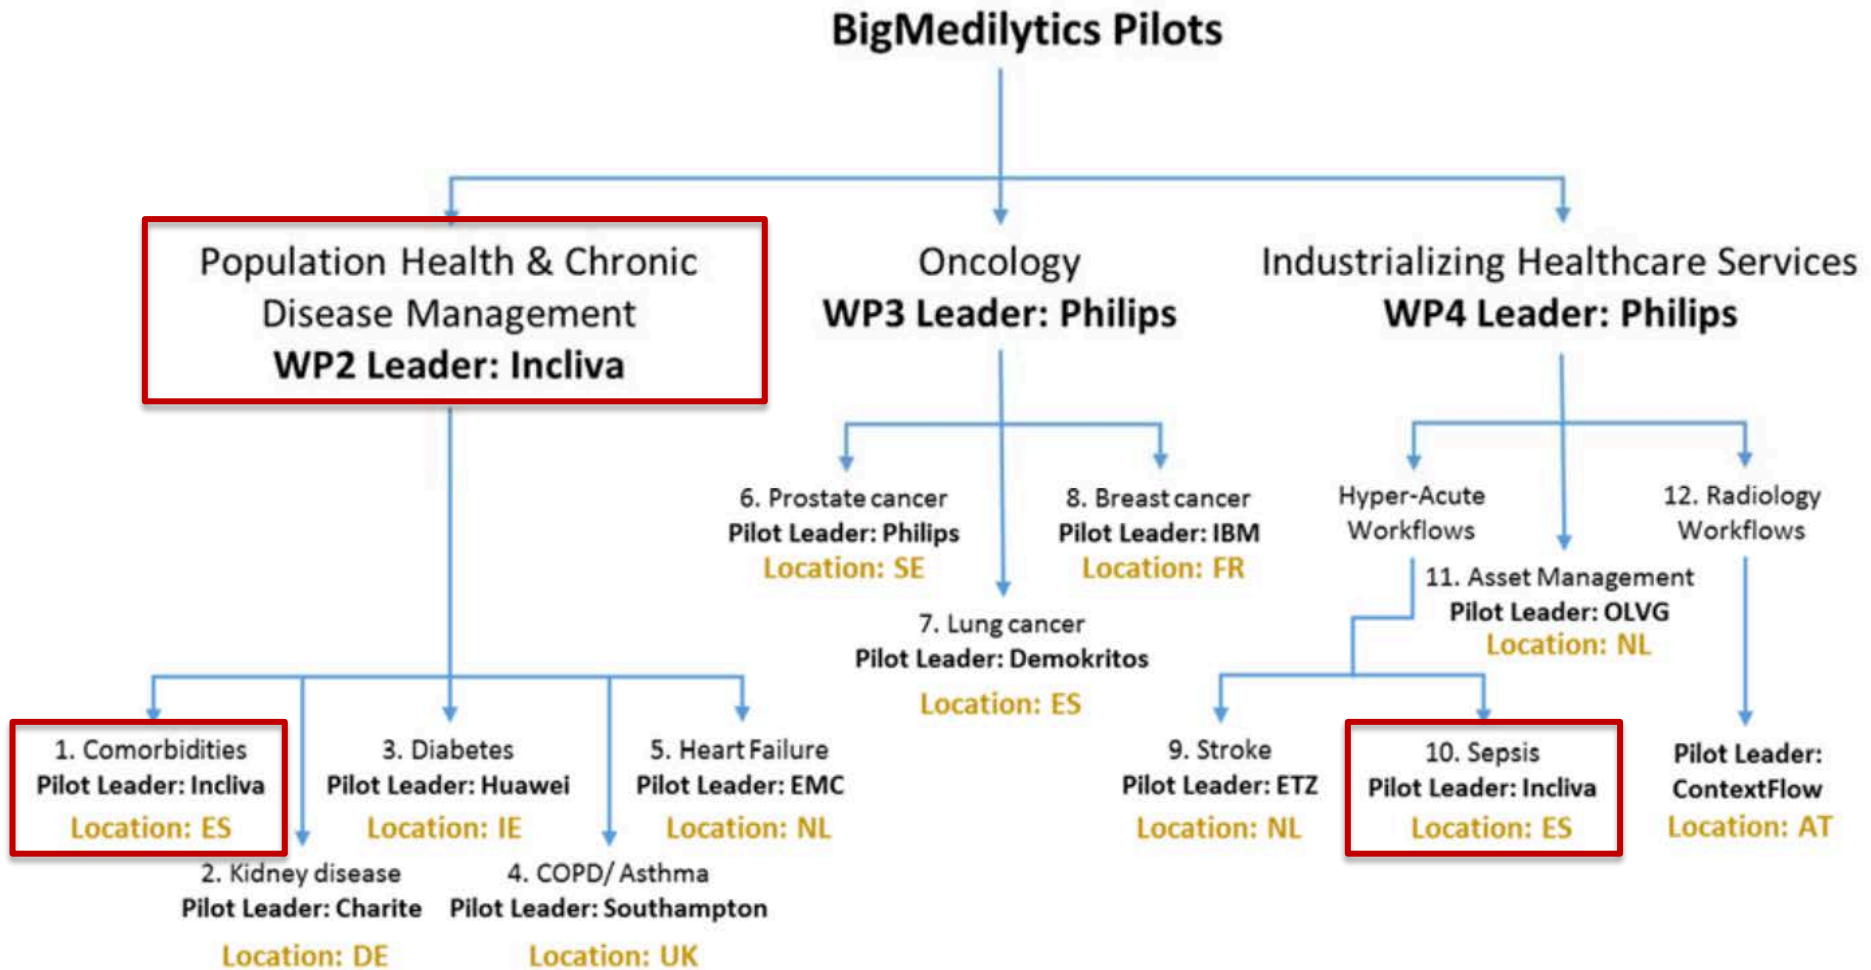 BigMedilytics Pilots
Population Health & Chronic
Disease Management
WP2 Leader: Incliva
Oncology
WP3 Leader: Philips
Industrializing Healthcare Services
WP4 Leader: Philips
6. Prostate cancer
Pilot Leader: Philips
Location: SE
8. Breast cancer
Pilot Leader: IBM
Location: FR
7. Lung cancer
Pilot Leader: Demokritos
Location: ES
Hyper-Acute
Workflows
12. Radiology
Workflows
11. Asset Management
Pilot Leader: OLVG
Location: NL
1. Comorbidities
Pilot Leader: Incliva
Location: ES
3. Diabetes
Pilot Leader: Huawei
Location: IE
5. Heart Failure
Pilot Leader: EMC
Location: NL
2. Kidney disease
Pilot Leader: Charite
Location: DE
4. COPD/ Asthma
Pilot Leader: Southampton
Location: UK
9. Stroke
Pilot Leader: ETZ
Location: NL
10. Sepsis
Pilot Leader: Incliva
Location: ES
Pilot Leader:
ContextFlow
Location: AT